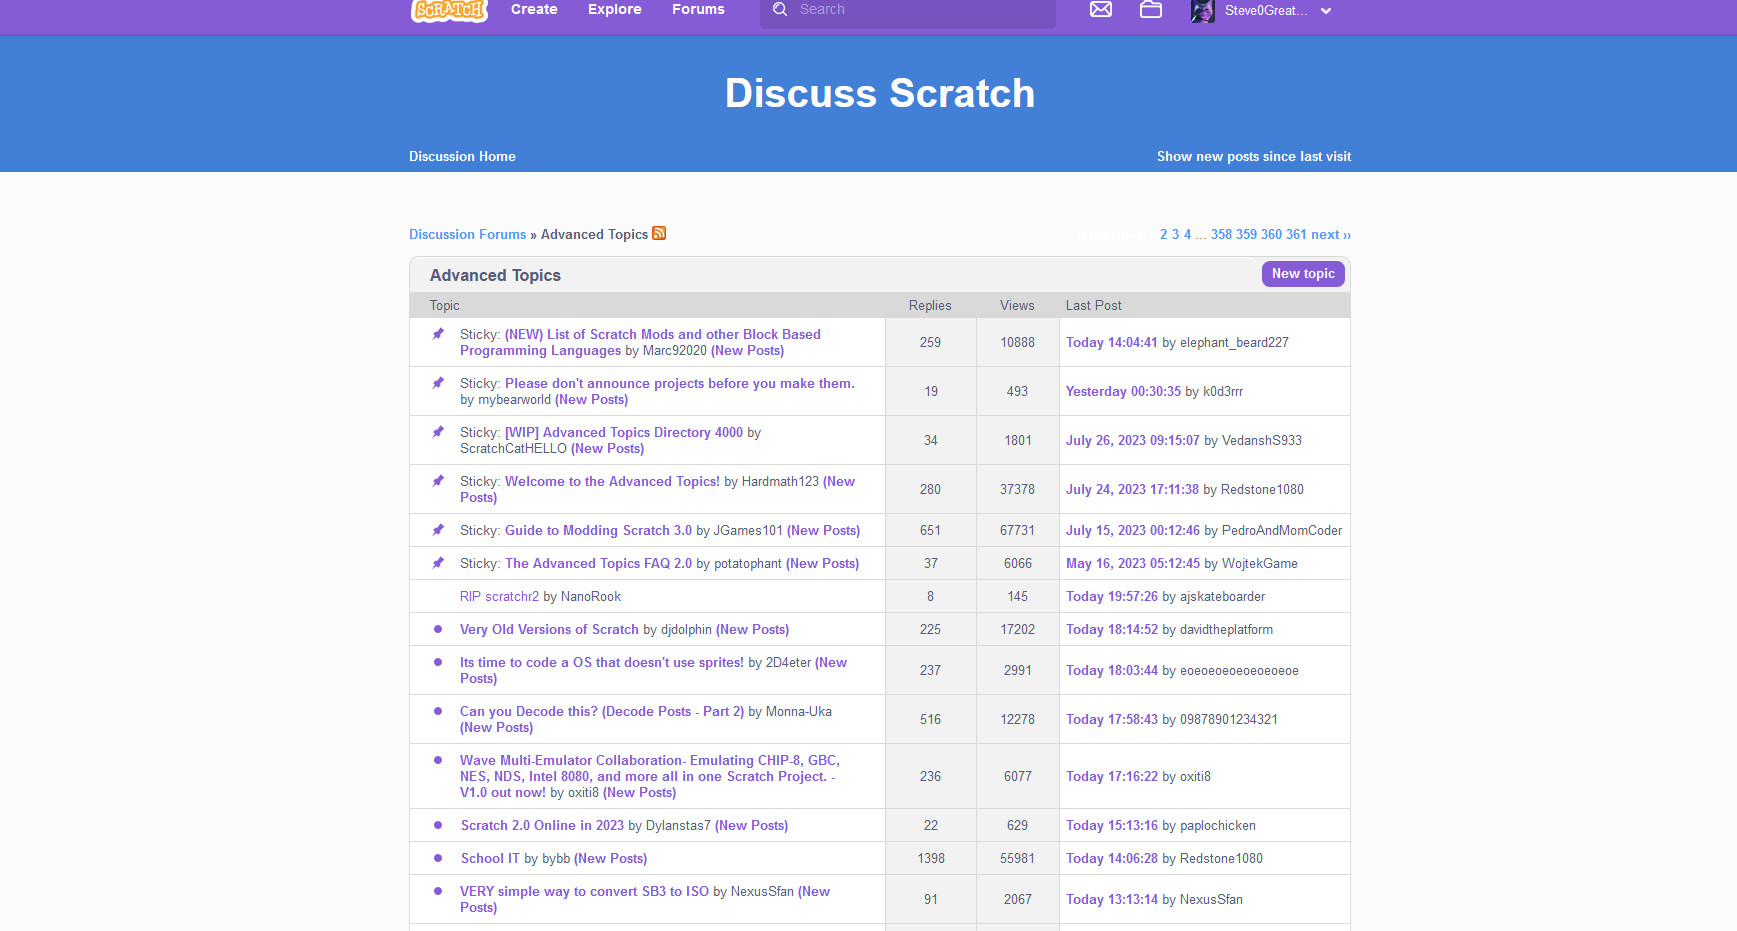 SCRATCH Create Explore Forums Search Steve0Great...
Discuss Scratch
Discussion Home Show new posts since last visit
Discussion Forums » Advanced Topics 2 3 4 ... 358 359 360 361 next ››
Advanced Topics New topic
Topic Replies Views Last Post
Sticky: (NEW) List of Scratch Mods and other Block Based
Programming Languages by Marc92020 (New Posts) 259 10888 Today 14:04:41 by elephant_beard227
Sticky: Please don't announce projects before you make them.
by mybearworld (New Posts) 19 493 Yesterday 00:30:35 by k0d3rrr
Sticky: [WIP] Advanced Topics Directory 4000 by
ScratchCatHELLO (New Posts) 34 1801 July 26, 2023 09:15:07 by VedanshS933
Sticky: Welcome to the Advanced Topics! by Hardmath123 (New
Posts) 280 37378 July 24, 2023 17:11:38 by Redstone1080
Sticky: Guide to Modding Scratch 3.0 by JGames101 (New Posts) 651 67731 July 15, 2023 00:12:46 by PedroAndMomCoder
Sticky: The Advanced Topics FAQ 2.0 by potatophant (New Posts) 37 6066 May 16, 2023 05:12:45 by WojtekGame
RIP scratchr2 by NanoRook 8 145 Today 19:57:26 by ajskateboarder
Very Old Versions of Scratch by djdolphin (New Posts) 225 17202 Today 18:14:52 by davidtheplatform
Its time to code a OS that doesn't use sprites! by 2D4eter (New
Posts) 237 2991 Today 18:03:44 by eoeoeoeoeoeoeoeoe
Can you Decode this? (Decode Posts - Part 2) by Monna-Uka
(New Posts) 516 12278 Today 17:58:43 by 09878901234321
Wave Multi-Emulator Collaboration- Emulating CHIP-8, GBC,
NES, NDS, Intel 8080, and more all in one Scratch Project. -
V1.0 out now! by oxiti8 (New Posts) 236 6077 Today 17:16:22 by oxiti8
Scratch 2.0 Online in 2023 by Dylanstas7 (New Posts) 22 629 Today 15:13:16 by paplochicken
School IT by bybb (New Posts) 1398 55981 Today 14:06:28 by Redstone1080
VERY simple way to convert SB3 to ISO by NexusSfan (New
Posts) 91 2067 Today 13:13:14 by NexusSfan